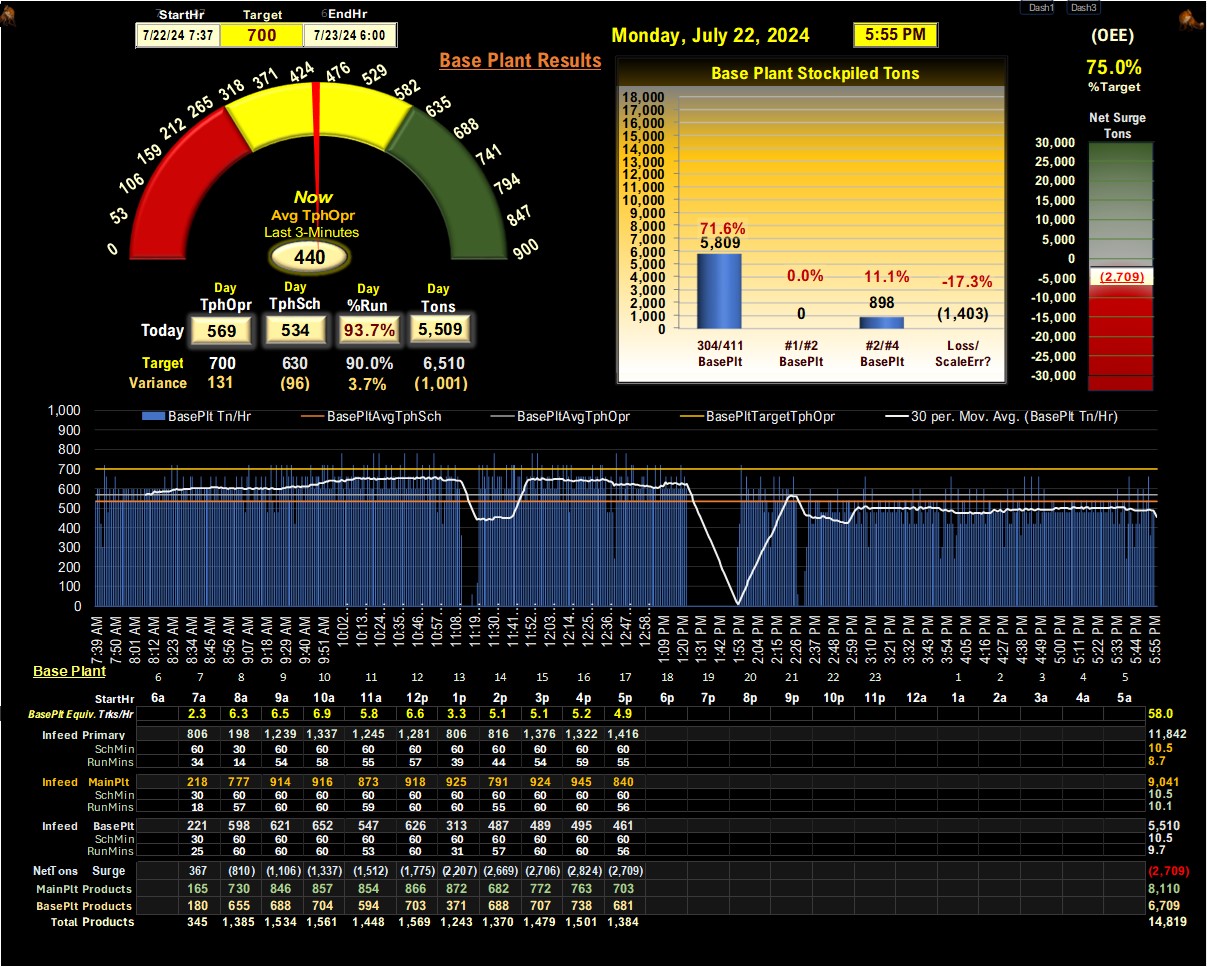 StartHr Target EndHr
7/22/24 7:37 700 7/23/24 6:00
Monday, July 22, 2024 5:55 PM
Dash1 Dash3
(OEE)
75.0%
%Target
Base Plant Results
0 53 106 159 212 265 318 371 424 476 529 582 635 688 741 794 847 900
Now
Avg TphOpr
Last 3-Minutes
440
Day Day Day Day
TphOpr TphSch %Run Tons
Today 569 534 93.7% 5,509
Target 700 630 90.0% 6,510
Variance 131 (96) 3.7% (1,001)
Base Plant Stockpiled Tons
18,000
17,000
16,000
15,000
14,000
13,000
12,000
11,000
10,000
9,000
8,000
7,000
6,000
5,000
4,000
3,000
2,000
1,000
0
71.6% 0.0% 11.1% -17.3%
5,809 0 898 (1,403)
304/411 #1/#2 #2/#4 Loss/
BasePlt BasePlt BasePlt ScaleErr?
Net Surge
Tons
30,000
25,000
20,000
15,000
10,000
5,000
0
-5,000
-10,000
-15,000
-20,000
-25,000
-30,000
(2,709)
BasePlt Tn/Hr BasePltAvgTphSch BasePltAvgTphOpr BasePltTargetTphOpr 30 per. Mov. Avg. (BasePlt Tn/Hr)
1,000
900
800
700
600
500
400
300
200
100
0
7:39 AM 7:50 AM 8:01 AM 8:12 AM 8:23 AM 8:34 AM 8:45 AM 8:56 AM 9:07 AM 9:18 AM 9:29 AM 9:40 AM 9:51 AM 10:02... 10:13... 10:24... 10:35... 10:46... 10:57... 11:08... 11:19... 11:30... 11:41... 11:52... 12:03... 12:14... 12:25... 12:36... 12:47... 12:58... 1:09 PM 1:20 PM 1:31 PM 1:42 PM 1:53 PM 2:04 PM 2:15 PM 2:26 PM 2:37 PM 2:48 PM 2:59 PM 3:10 PM 3:21 PM 3:32 PM 3:43 PM 3:54 PM 4:05 PM 4:16 PM 4:27 PM 4:38 PM 4:49 PM 5:00 PM 5:11 PM 5:22 PM 5:33 PM 5:44 PM 5:55 PM
Base Plant
6 7 8 9 10 11 12 13 14 15 16 17 18 19 20 21 22 23 1 2 3 4 5
StartHr 6a 7a 8a 9a 10a 11a 12p 1p 2p 3p 4p 5p 6p 7p 8p 9p 10p 11p 12a 1a 2a 3a 4a 5a
BasePlt Equiv. Trks/Hr 2.3 6.3 6.5 6.9 5.8 6.6 3.3 5.1 5.1 5.2 4.9 58.0
Infeed Primary 806 198 1,239 1,337 1,245 1,281 806 816 1,376 1,322 1,416 11,842
SchMin 60 30 60 60 60 60 60 60 60 60 60 10.5
RunMins 34 14 54 58 55 57 39 44 54 59 55 8.7
Infeed MainPlt 218 777 914 916 873 918 925 791 924 945 840 9,041
SchMin 30 60 60 60 60 60 60 60 60 60 60 10.5
RunMins 18 57 60 60 59 60 60 55 60 60 56 10.1
Infeed BasePlt 221 598 621 652 547 626 313 487 489 495 461 5,510
SchMin 30 60 60 60 60 60 60 60 60 60 60 10.5
RunMins 25 60 60 60 53 60 31 57 60 60 56 9.7
NetTons Surge 367 (810) (1,106) (1,337) (1,512) (1,775) (2,207) (2,669) (2,706) (2,824) (2,709) (2,709)
MainPlt Products 165 730 846 857 854 866 872 682 772 763 703 8,110
BasePlt Products 180 655 688 704 594 703 371 688 707 738 681 6,709
Total Products 345 1,385 1,534 1,561 1,448 1,569 1,243 1,370 1,479 1,501 1,384 14,819